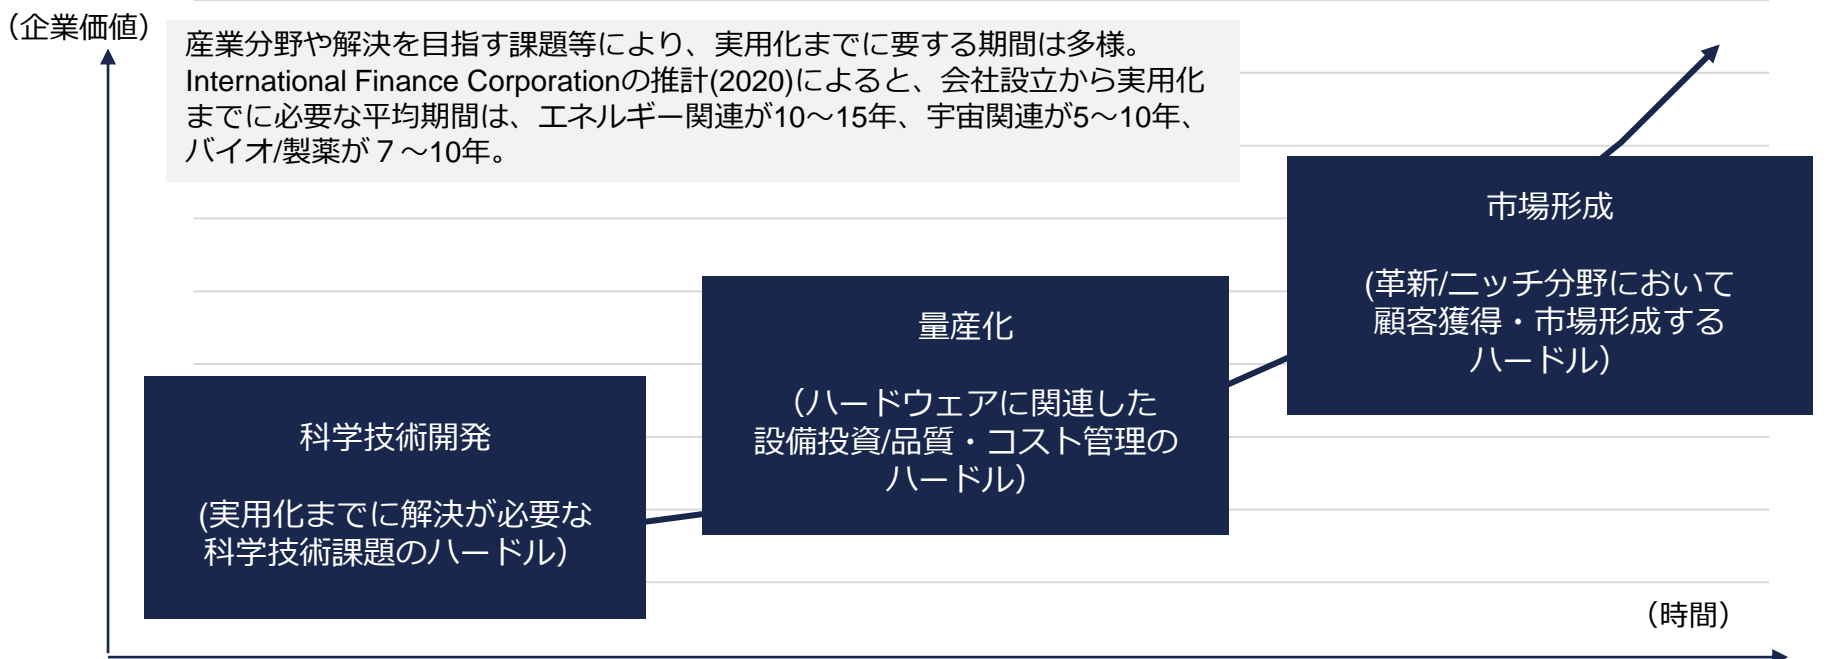 （企業価値）
産業分野や解決を目指す課題等により、実用化までに要する期間は多様。
International Finance Corporationの推計(2020)によると、会社設立から実用化
までに必要な平均期間は、エネルギー関連が10～15年、宇宙関連が5～10年、
バイオ/製薬が７～10年。
市場形成
(革新/ニッチ分野において
顧客獲得・市場形成する
ハードル）
量産化
（ハードウェアに関連した
設備投資/品質・コスト管理の
ハードル）
科学技術開発
(実用化までに解決が必要な
科学技術課題のハードル）
（時間）